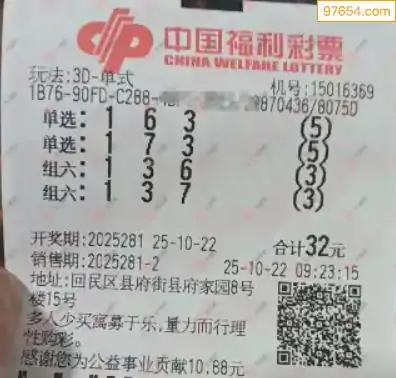 97654.com
中国福利彩票
CHINA WELFARE LOTTERY
玩法:3D-单式
机号:15016369
1B76-90FD-C288- 870436/8075D
单选: 1 6 3 (5)
单选: 1 7 3 (5)
组六: 1 3 6 (3)
组六: 1 3 7 (3)
开奖期:2025281 25-10-22 合计32元
销售期:2025281-2 25-10-22 09:23:15
地址:回民区县府街县府家园8号
楼15号
多人少买寓募于乐,量力而行理
性购彩。
感谢您为公益事业贡献10.88元